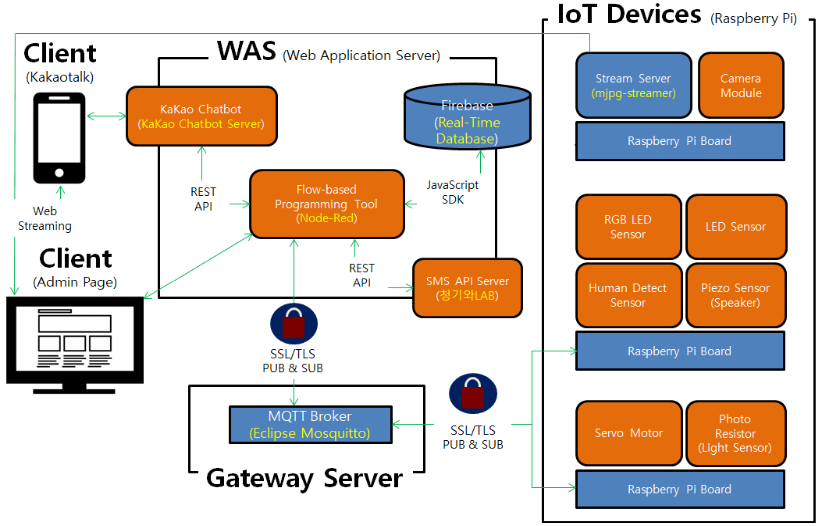 IoT Devices (Raspberry Pi)
WAS (Web Application Server)
Client
(Kakaotalk)
KaKao Chatbot
(KaKao Chatbot Server)
Firebase
(Real-Time
Database)
Stream Server
(mjpg-streamer)
Camera
Module
Raspberry Pi Board
REST
API
Flow-based
Programming Tool
(Node-Red)
JavaScript
SDK
Web
Streaming
RGB LED
Sensor
LED Sensor
Client
(Admin Page)
REST
API
SMS API Server
(청기와LAB)
Human Detect
Sensor
Piezo Sensor
(Speaker)
Raspberry Pi Board
SSL/TLS
PUB & SUB
MQTT Broker
(Eclipse Mosquitto)
SSL/TLS
PUB & SUB
Gateway Server
Servo Motor
Photo
Resistor
(Light Sensor)
Raspberry Pi Board